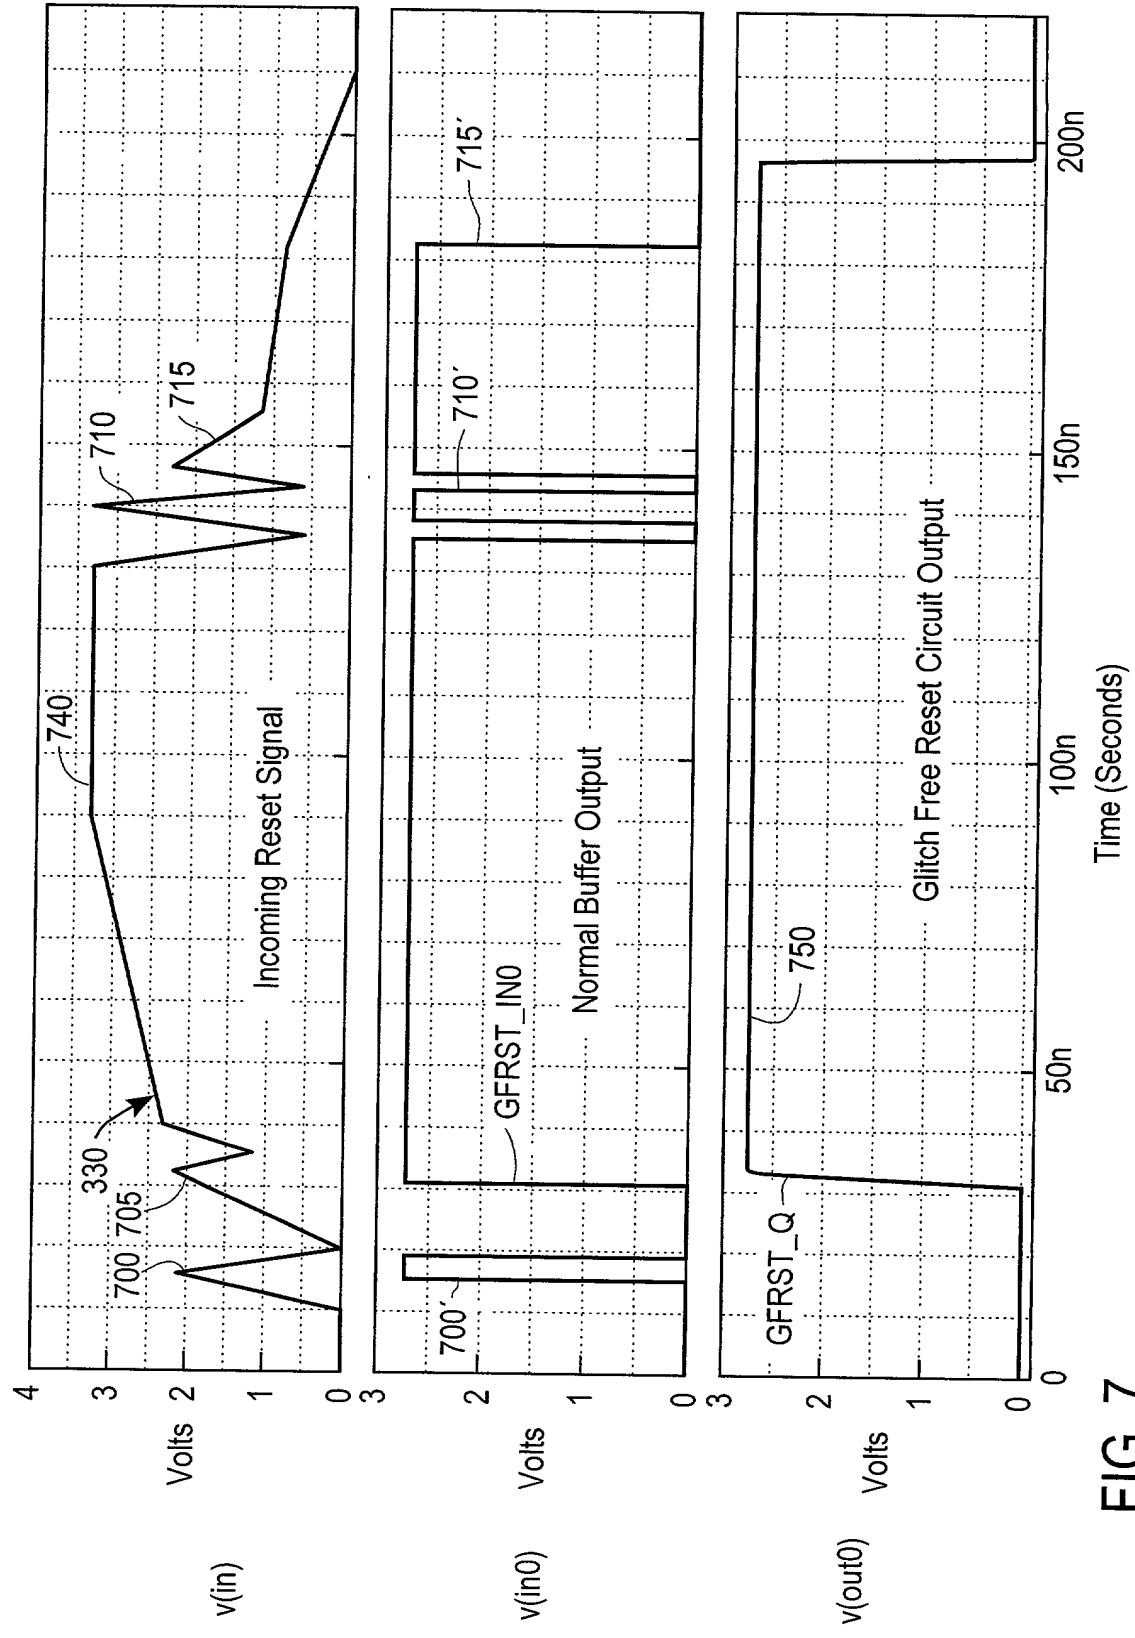 v(in)
Volts
4
3
2
1
0
700
705
330
740
710
715
Incoming Reset Signal
v(in0)
Volts
3
2
1
0
700´
GFRST_IN0
Normal Buffer Output
710´
715´
v(out0)
Volts
3
2
1
0
GFRST_Q
750
Glitch Free Reset Circuit Output
0
50n
100n
150n
200n
Time (Seconds)
FIG. 7